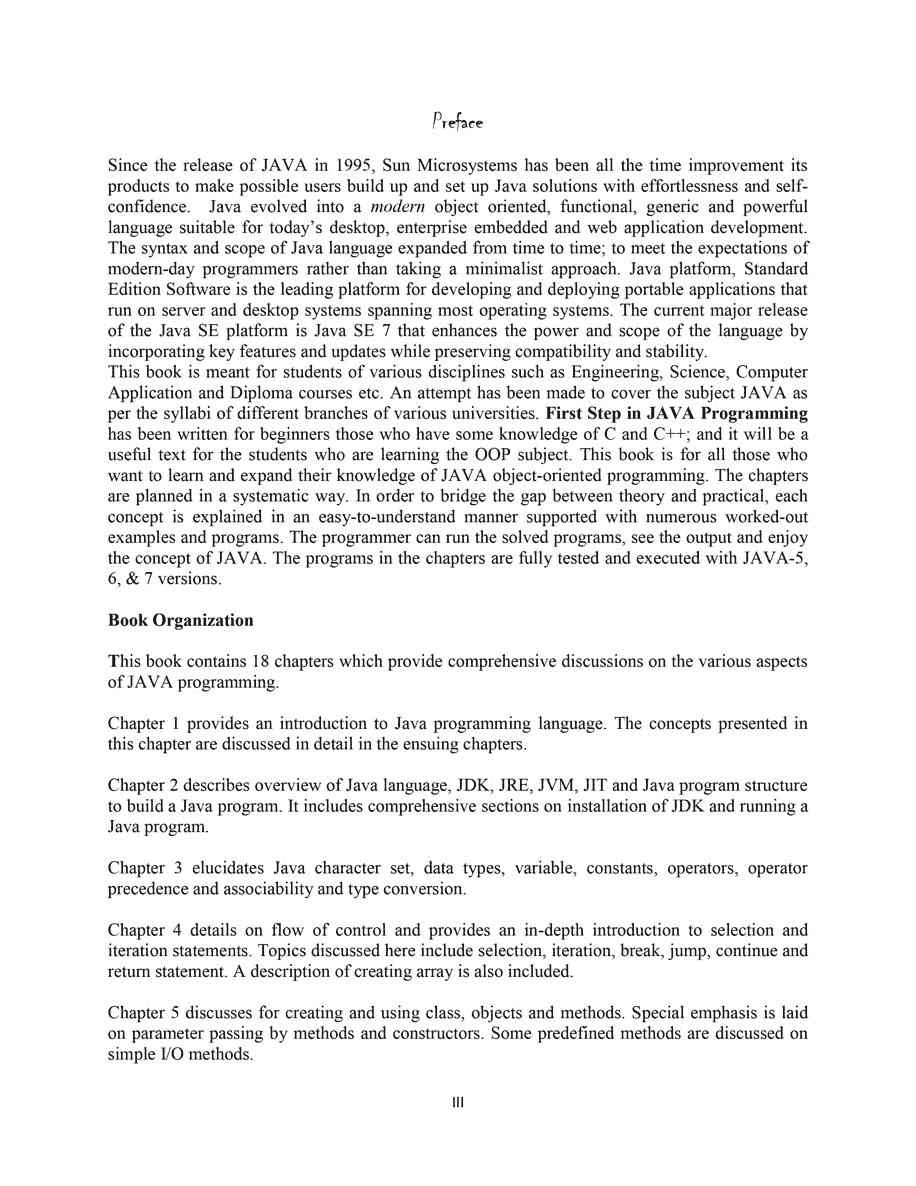 Preface
Since the release of JAVA in 1995, Sun Microsystems has been all the time improvement its
products to make possible users build up and set up Java solutions with effortlessness and self-
confidence. Java evolved into a modern object oriented, functional, generic and powerful
language suitable for today’s desktop, enterprise embedded and web application development.
The syntax and scope of Java language expanded from time to time; to meet the expectations of
modern-day programmers rather than taking a minimalist approach. Java platform, Standard
Edition Software is the leading platform for developing and deploying portable applications that
run on server and desktop systems spanning most operating systems. The current major release
of the Java SE platform is Java SE 7 that enhances the power and scope of the language by
incorporating key features and updates while preserving compatibility and stability.
This book is meant for students of various disciplines such as Engineering, Science, Computer
Application and Diploma courses etc. An attempt has been made to cover the subject JAVA as
per the syllabi of different branches of various universities. First Step in JAVA Programming
has been written for beginners those who have some knowledge of C and C++; and it will be a
useful text for the students who are learning the OOP subject. This book is for all those who
want to learn and expand their knowledge of JAVA object-oriented programming. The chapters
are planned in a systematic way. In order to bridge the gap between theory and practical, each
concept is explained in an easy-to-understand manner supported with numerous worked-out
examples and programs. The programmer can run the solved programs, see the output and enjoy
the concept of JAVA. The programs in the chapters are fully tested and executed with JAVA-5,
6, & 7 versions.
Book Organization
This book contains 18 chapters which provide comprehensive discussions on the various aspects
of JAVA programming.
Chapter 1 provides an introduction to Java programming language. The concepts presented in
this chapter are discussed in detail in the ensuing chapters.
Chapter 2 describes overview of Java language, JDK, JRE, JVM, JIT and Java program structure
to build a Java program. It includes comprehensive sections on installation of JDK and running a
Java program.
Chapter 3 elucidates Java character set, data types, variable, constants, operators, operator
precedence and associability and type conversion.
Chapter 4 details on flow of control and provides an in-depth introduction to selection and
iteration statements. Topics discussed here include selection, iteration, break, jump, continue and
return statement. A description of creating array is also included.
Chapter 5 discusses for creating and using class, objects and methods. Special emphasis is laid
on parameter passing by methods and constructors. Some predefined methods are discussed on
simple I/O methods.
III